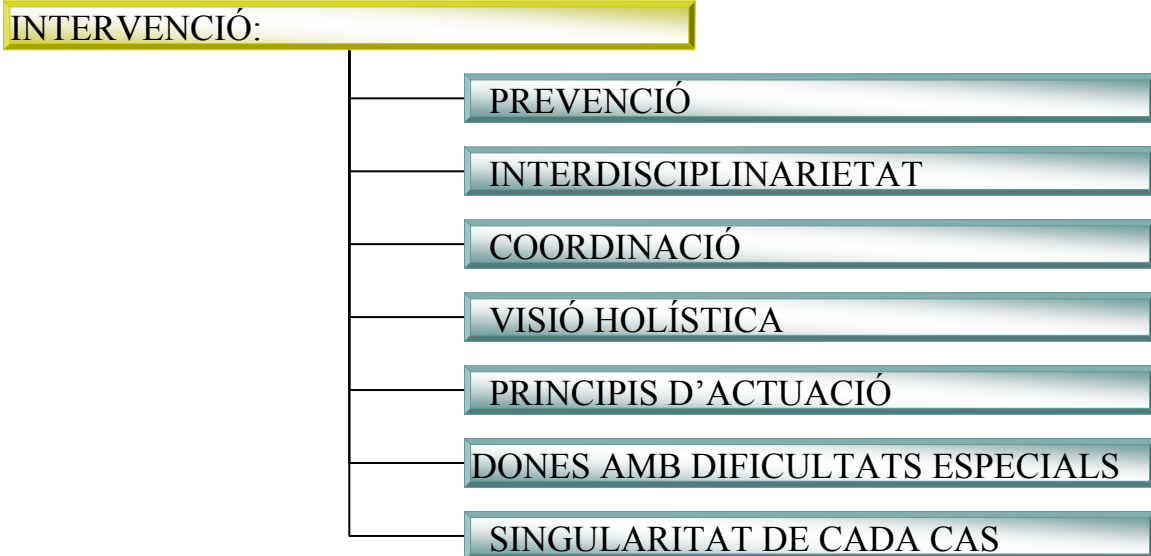 INTERVENCIÓ:
PREVENCIÓ
INTERDISCIPLINARIETAT
COORDINACIÓ
VISIÓ HOLÍSTICA
PRINCIPIS D’ACTUACIÓ
DONES AMB DIFICULTATS ESPECIALS
SINGULARITAT DE CADA CAS